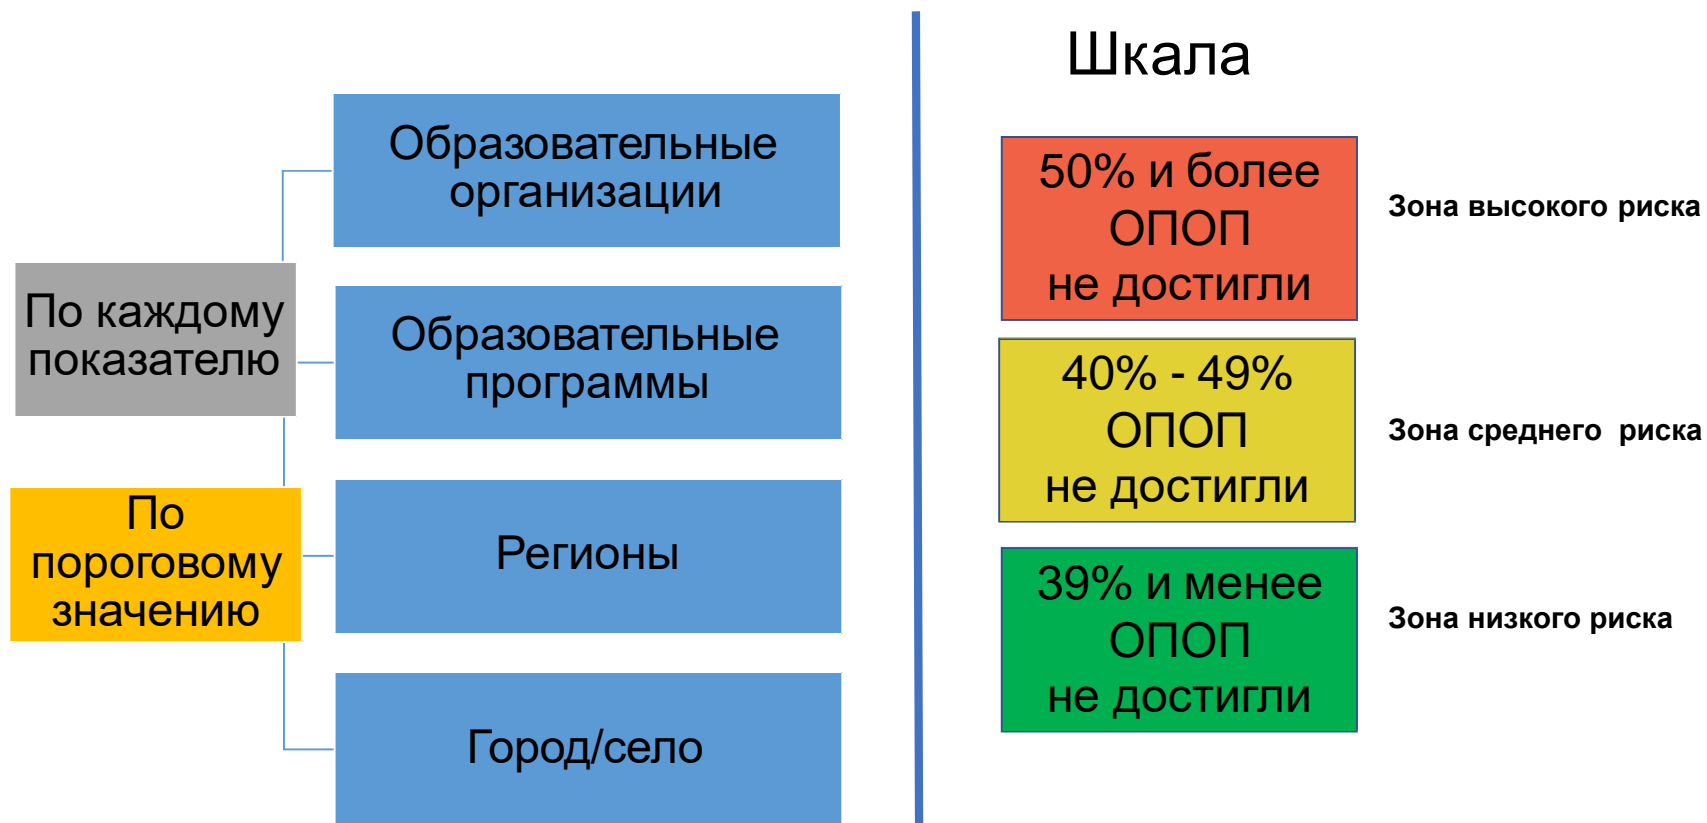 По каждому
показателю
По
пороговому
значению
Образовательные
организации
Образовательные
программы
Регионы
Город/село
Шкала
50% и более
ОПОП
не достигли
Зона высокого риска
40% - 49%
ОПОП
не достигли
Зона среднего  риска
39% и менее
ОПОП
не достигли
Зона низкого риска